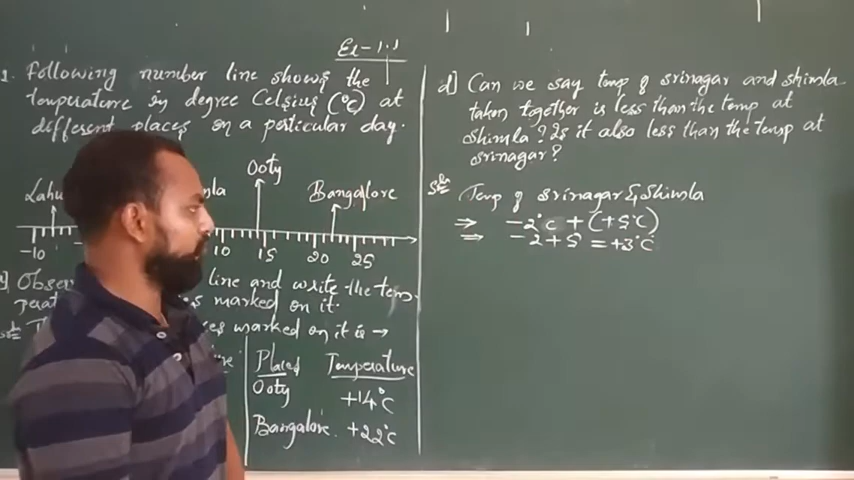 Ex-1.1
1. Following number line shows the
temperature in degree Celsius (°C) at
different places on a perticular day.
Ooty
Bangalore
-10
10 15 20 25
line and write the tem-
marked on it.
marked on it is →
Places Temperature
Ooty +14°C
Bangalore. +22°C
d] Can we say temp of srinagar and shimla
taken together is less than the temp at
shimla? Is it also less than the temp at
srinagar?
Soln Temp of srinagar & shimla
⇒ -2°C + (+5°C)
⇒ -2+5 = +3°C